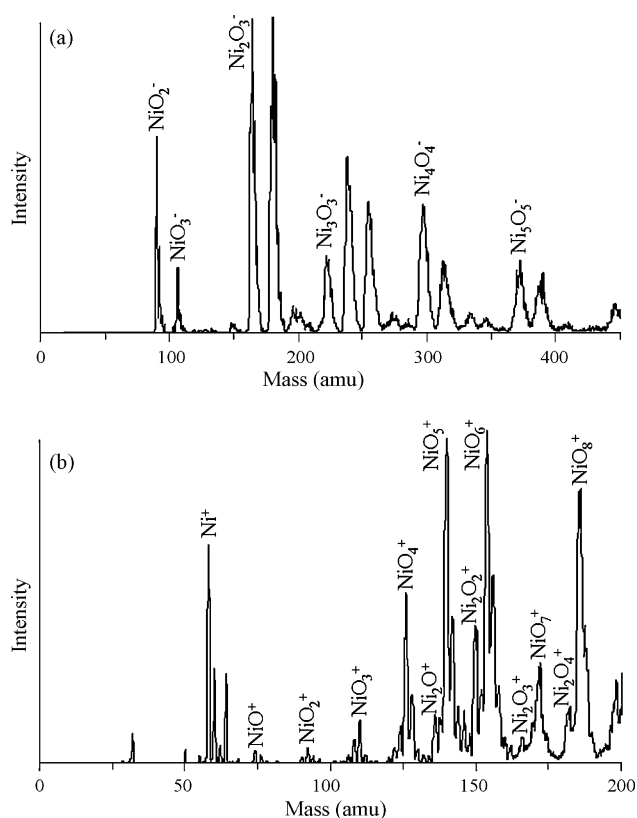 (a)
Intensity
NiO₂⁻
NiO₃⁻
Ni₂O₃⁻
Ni₃O₃⁻
Ni₄O₄⁻
Ni₅O₅⁻
0 100 200 300 400
Mass (amu)
(b)
Intensity
Ni⁺
NiO⁺
NiO₂⁺
NiO₃⁺
NiO₄⁺
Ni₂O⁺
NiO₅⁺
Ni₂O₂⁺
NiO₆⁺
Ni₂O₃⁺
NiO₇⁺
Ni₂O₄⁺
NiO₈⁺
0 50 100 150 200
Mass (amu)